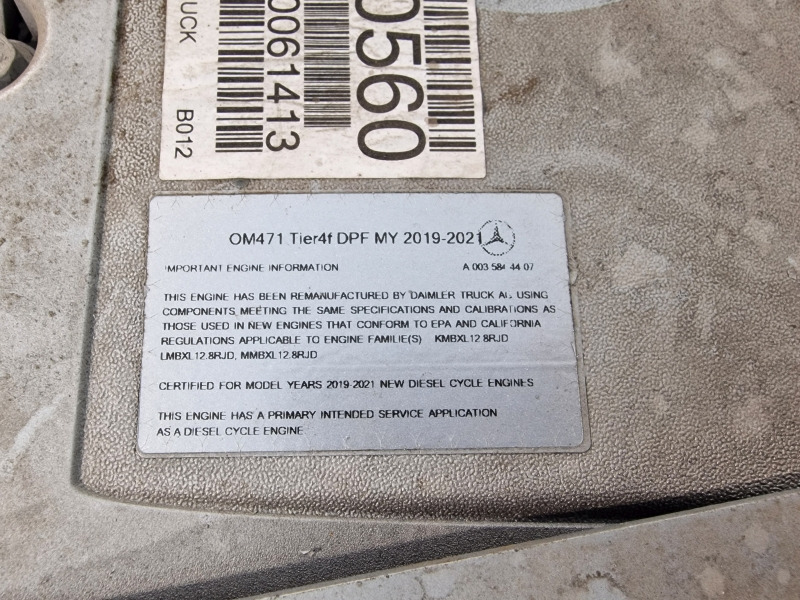 UCK
B012
0061413
0560
OM471 Tier4f DPF MY 2019-2021
IMPORTANT ENGINE INFORMATION
A 003 584 44 07
THIS ENGINE HAS BEEN REMANUFACTURED BY DAIMLER TRUCK AG, USING
COMPONENTS, MEETING THE SAME SPECIFICATIONS AND CALIBRATIONS AS
THOSE USED IN NEW ENGINES THAT CONFORM TO EPA AND CALIFORNIA
REGULATIONS APPLICABLE TO ENGINE FAMILIE(S) KMBXL12.8RJD
LMBXL12.8RJD, MMBXL12.8RJD
CERTIFIED FOR MODEL YEARS 2019-2021 NEW DIESEL CYCLE ENGINES
THIS ENGINE HAS A PRIMARY INTENDED SERVICE APPLICATION
AS A DIESEL CYCLE ENGINE